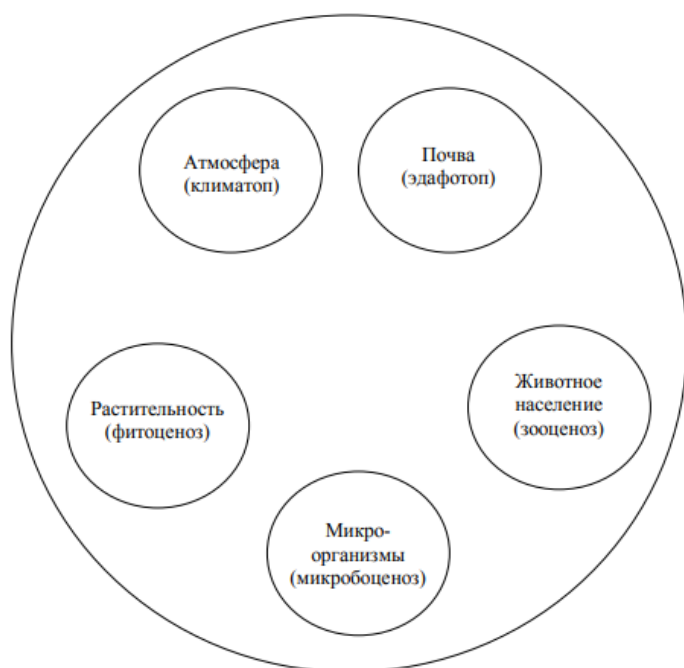 Атмосфера
(климатоп)
Почва
(эдафотоп)
Растительность
(фитоценоз)
Животное
население
(зооценоз)
Микро-
организмы
(микробоценоз)